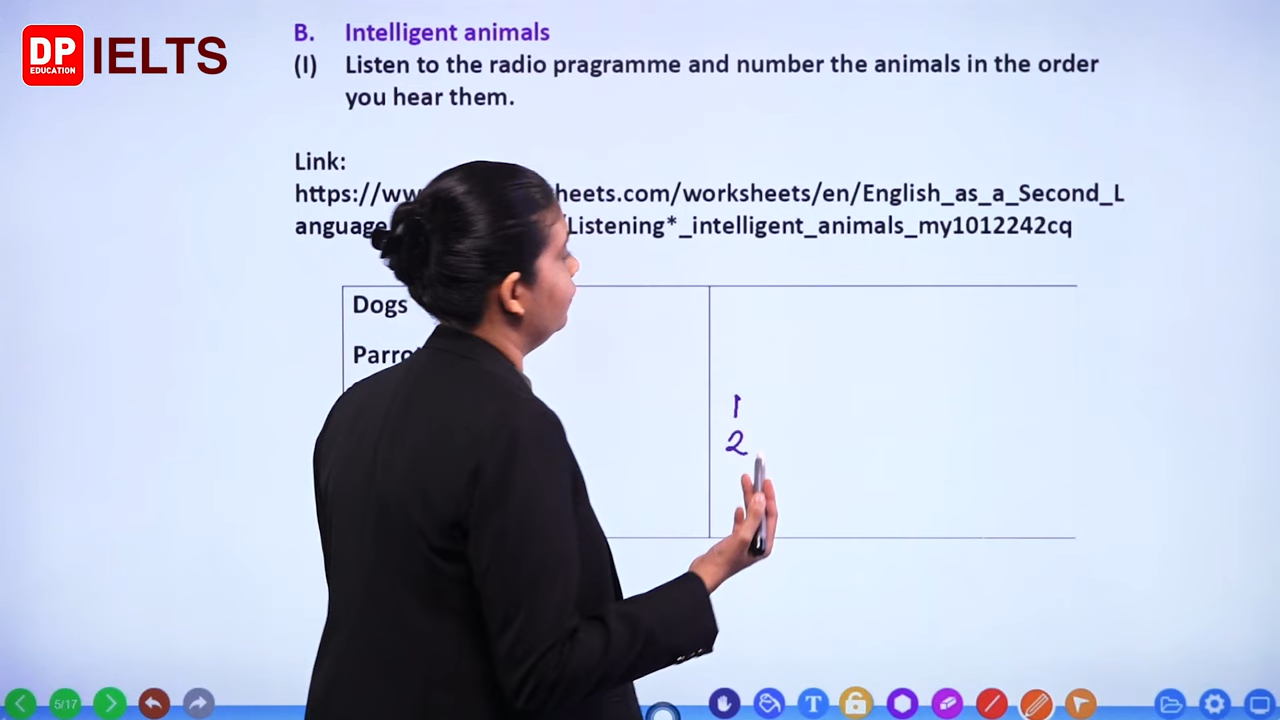 DP
EDUCATION
IELTS
B. Intelligent animals
(I) Listen to the radio pragramme and number the animals in the order
you hear them.
Link:
https://ww heets.com/worksheets/en/English_as_a_Second_L
anguage /Listening*_intelligent_animals_my1012242cq
Dogs
1
2
5/17
T